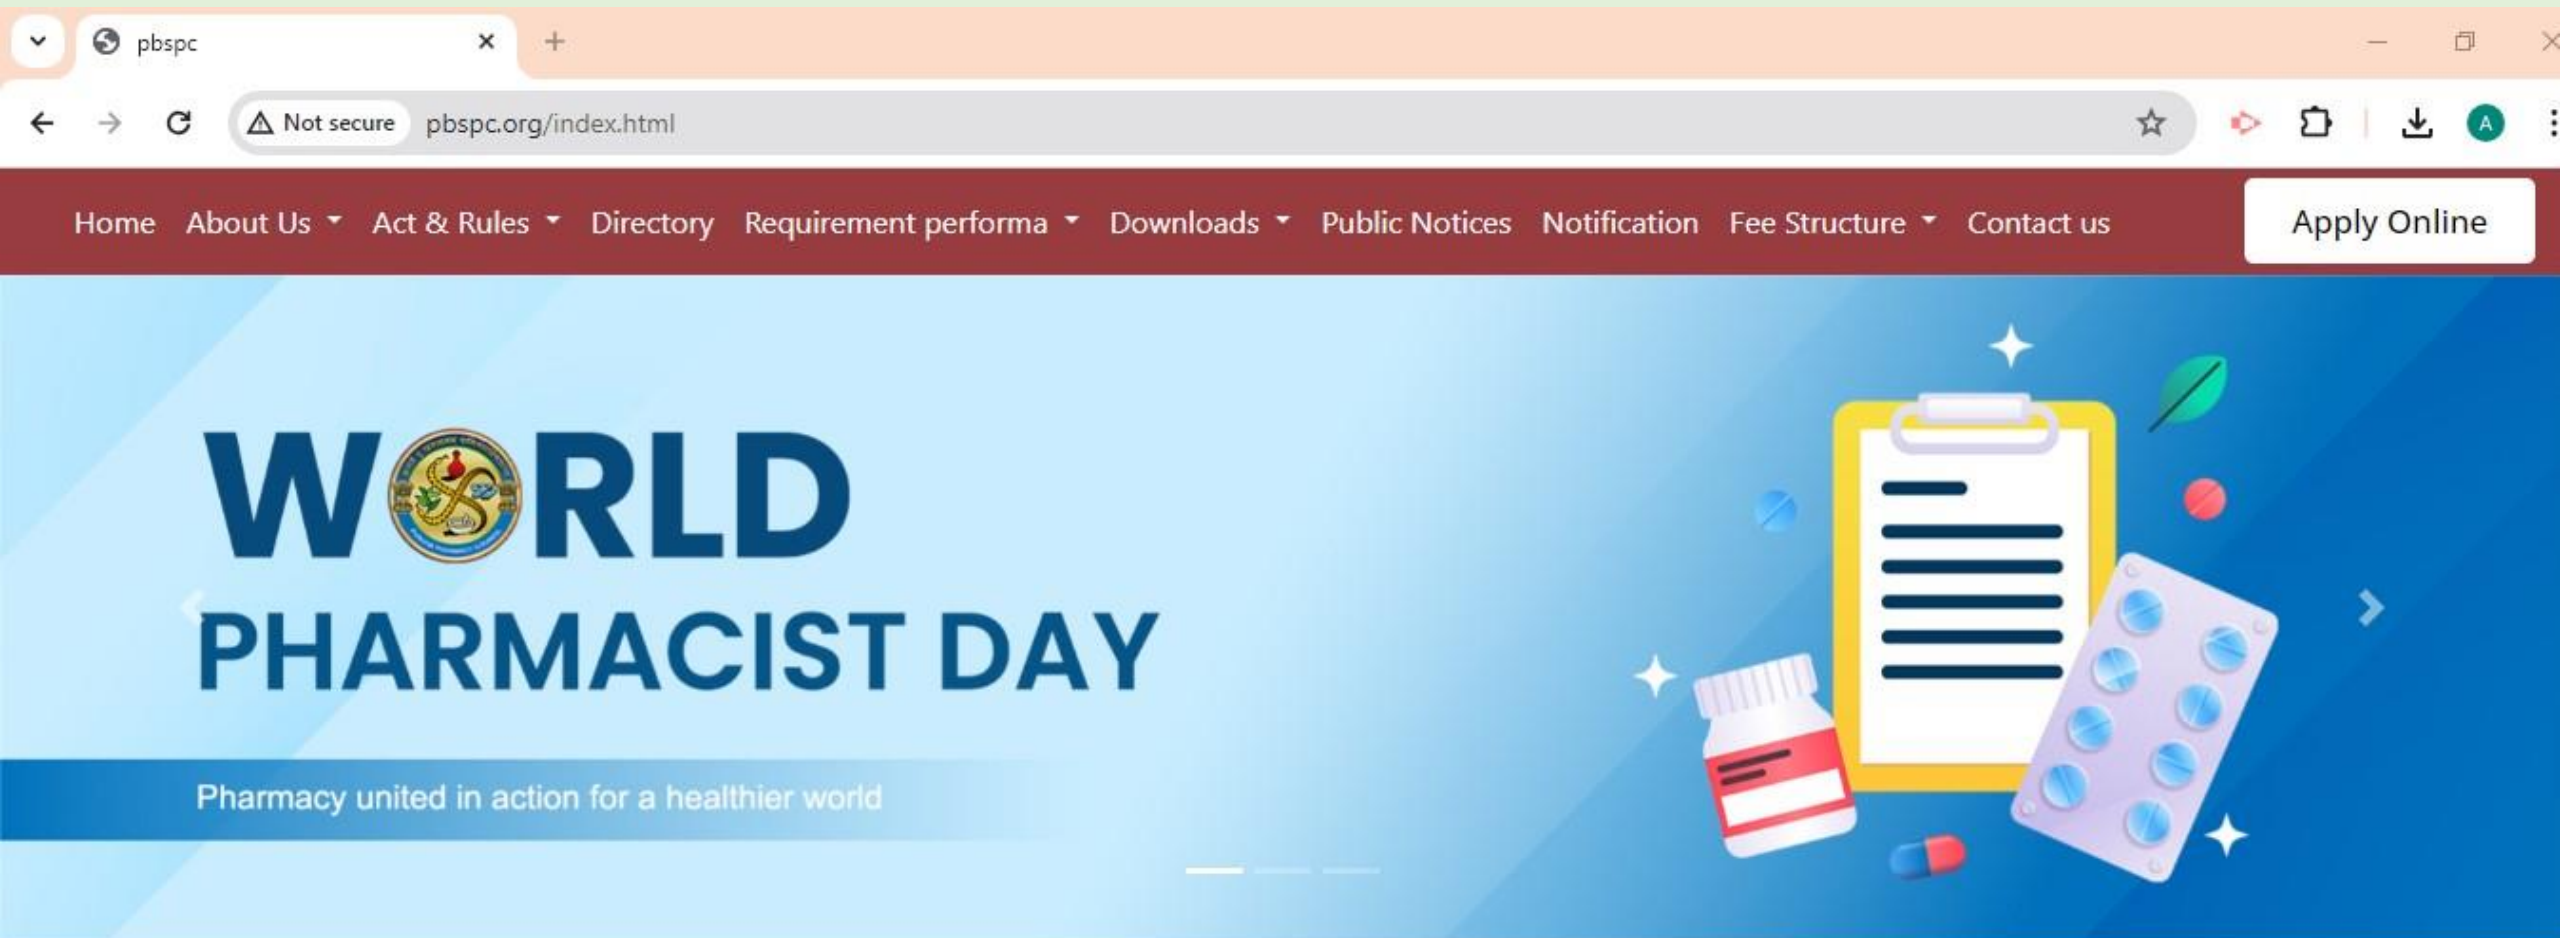 pbspc
Not secure pbspc.org/index.html
A
Home About Us Act & Rules Directory Requirement performa Downloads Public Notices Notification Fee Structure Contact us Apply Online
WORLD
PHARMACIST DAY
Pharmacy united in action for a healthier world